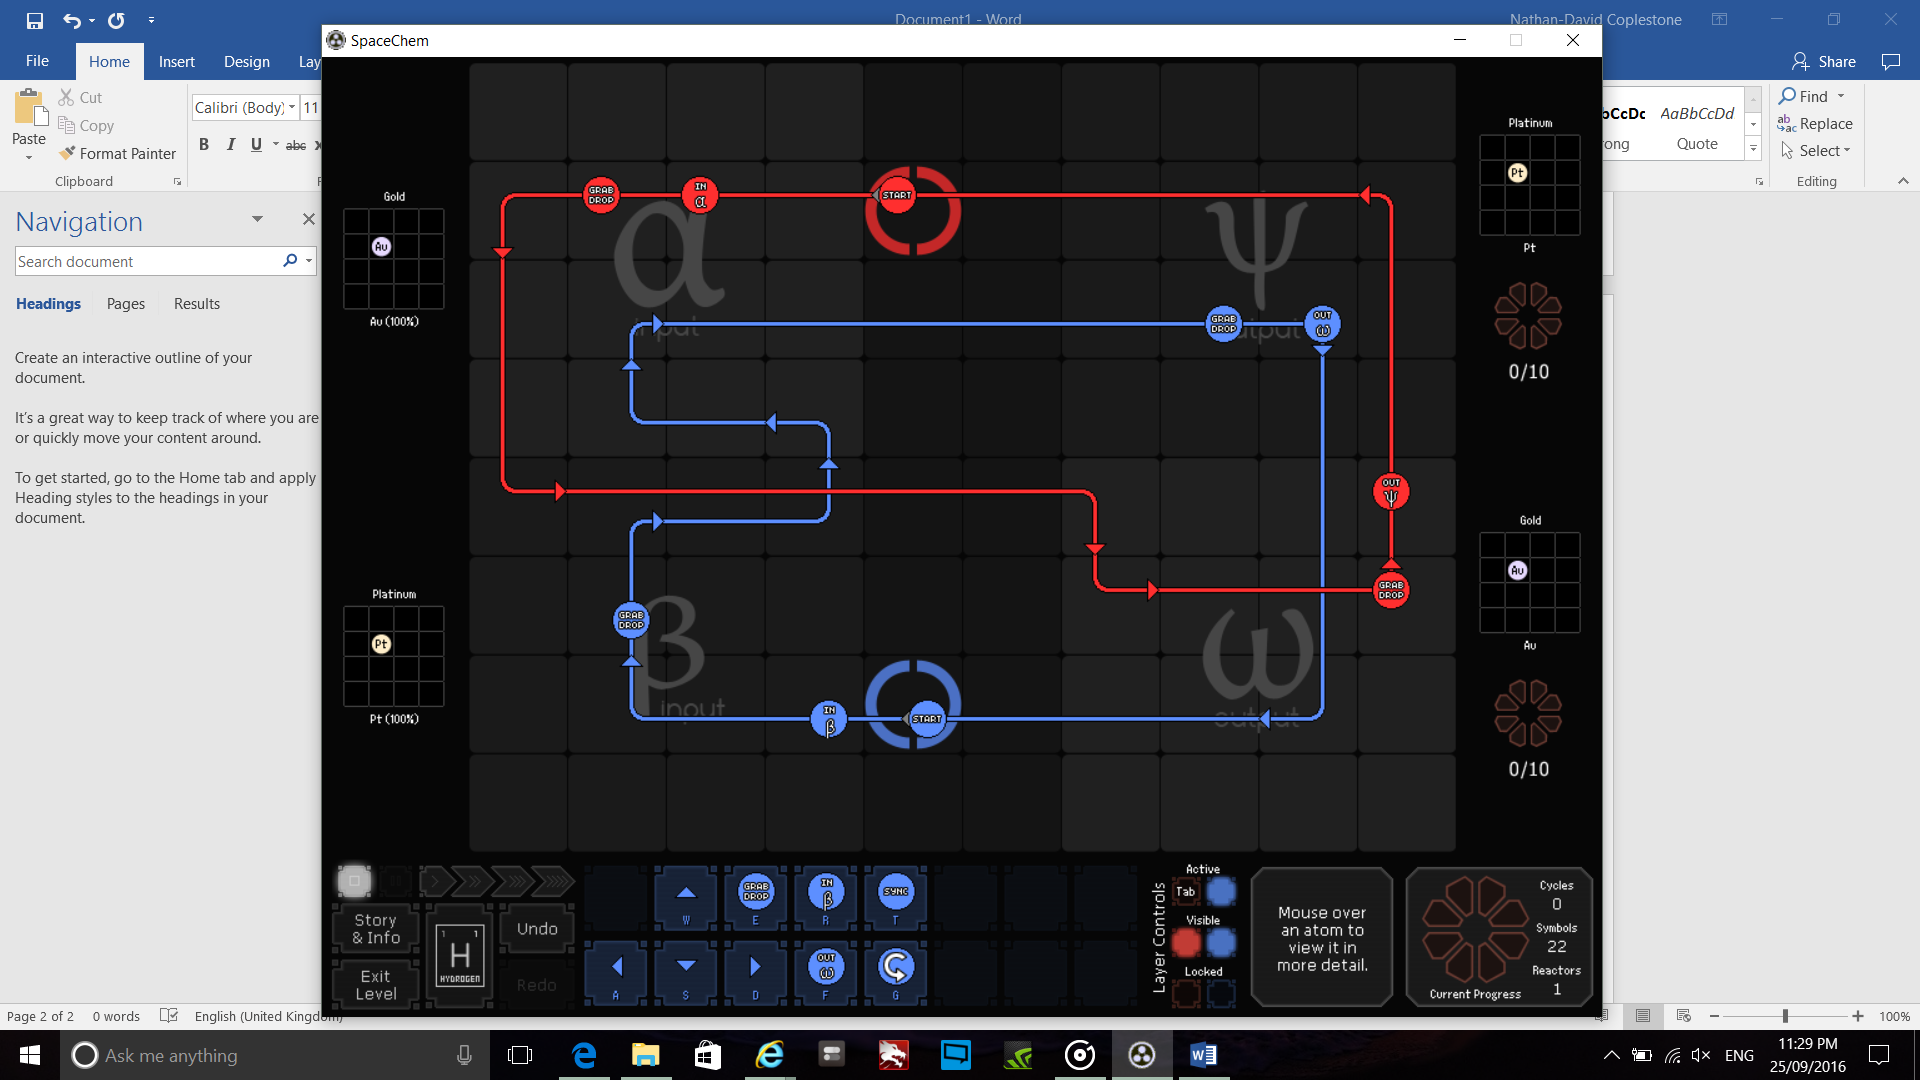 Document1 - Word
Nathan-David Coplestone
SpaceChem
File
Home
Insert
Design
Lay
Share
Cut
Copy
Format Painter
Paste
Clipboard
Calibri (Body)
11
B I U abc x
F
bCcDc
AaBbCcDd
rong
Quote
Find
Replace
Select
Editing
Navigation
Search document
Headings
Pages
Results
Create an interactive outline of your
document.
It's a great way to keep track of where you are
or quickly move your content around.
To get started, go to the Home tab and apply
Heading styles to the headings in your
document.
Gold
Au
Au (100%)
Platinum
Pt
Pt (100%)
GRAB
DROP
IN
α
START
α
input
ψ
output
GRAB
DROP
OUT
ω
OUT
ψ
GRAB
DROP
GRAB
DROP
β
input
IN
β
START
ω
output
Platinum
Pt
Pt
0/10
Gold
Au
Au
0/10
Story
& Info
Exit
Level
1 1
H
HYDROGEN
Undo
Redo
W
GRAB
DROP
E
IN
β
R
SYNC
T
A
S
D
OUT
ω
F
G
Layer Controls
Active
Tab
Visible
Locked
Mouse over
an atom to
view it in
more detail.
Cycles
0
Symbols
22
Reactors
1
Current Progress
Page 2 of 2
0 words
English (United Kingdom)
100%
Ask me anything
ENG
11:29 PM
25/09/2016